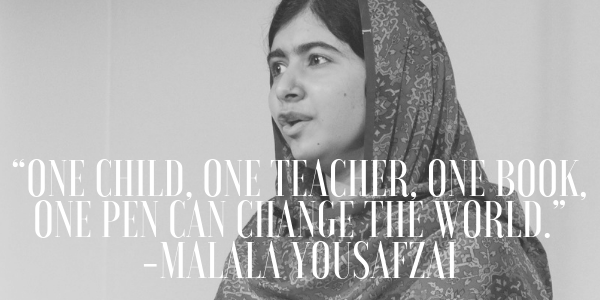 “ONE CHILD, ONE TEACHER, ONE BOOK,
ONE PEN CAN CHANGE THE WORLD.”
–MALALA YOUSAFZAI